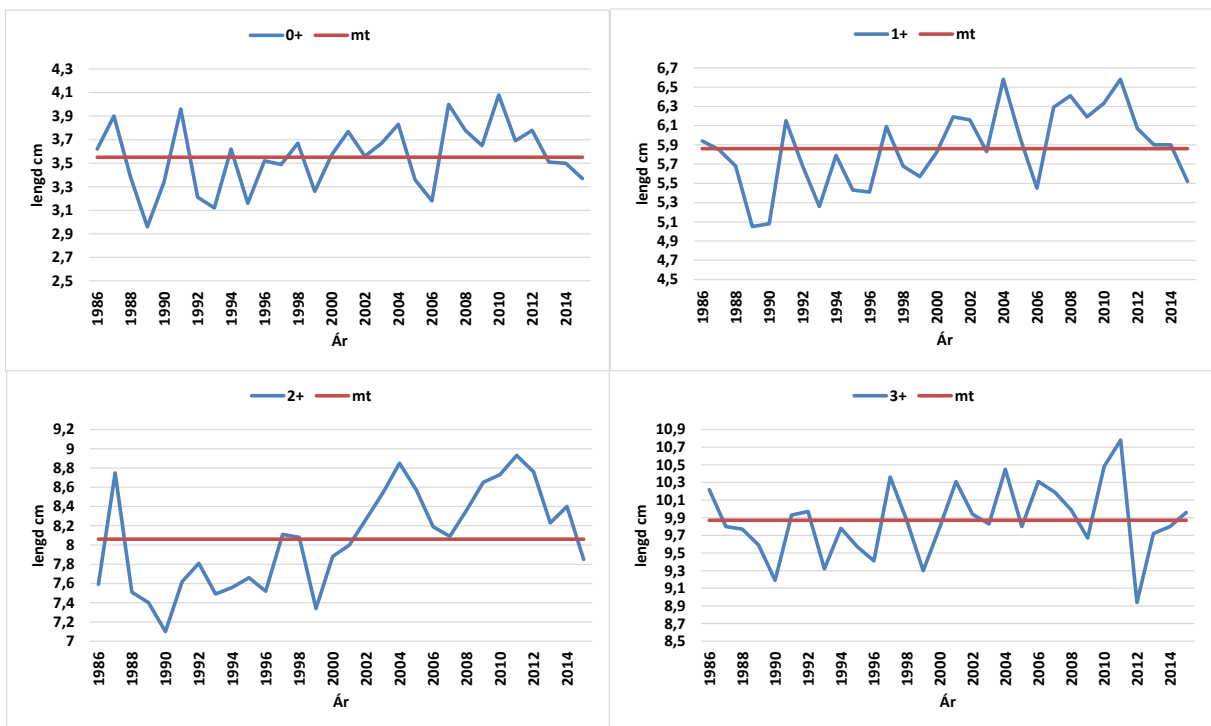 0+ mt
lengd cm
4,3
4,1
3,9
3,7
3,5
3,3
3,1
2,9
2,7
2,5
1986 1988 1990 1992 1994 1996 1998 2000 2002 2004 2006 2008 2010 2012 2014
Ár
1+ mt
lengd cm
6,7
6,5
6,3
6,1
5,9
5,7
5,5
5,3
5,1
4,9
4,7
4,5
1986 1988 1990 1992 1994 1996 1998 2000 2002 2004 2006 2008 2010 2012 2014
Ár
2+ mt
lengd cm
9,2
9
8,8
8,6
8,4
8,2
8
7,8
7,6
7,4
7,2
7
1986 1988 1990 1992 1994 1996 1998 2000 2002 2004 2006 2008 2010 2012 2014
Ár
3+ mt
lengd cm
10,9
10,7
10,5
10,3
10,1
9,9
9,7
9,5
9,3
9,1
8,9
8,7
8,5
1986 1988 1990 1992 1994 1996 1998 2000 2002 2004 2006 2008 2010 2012 2014
Ár